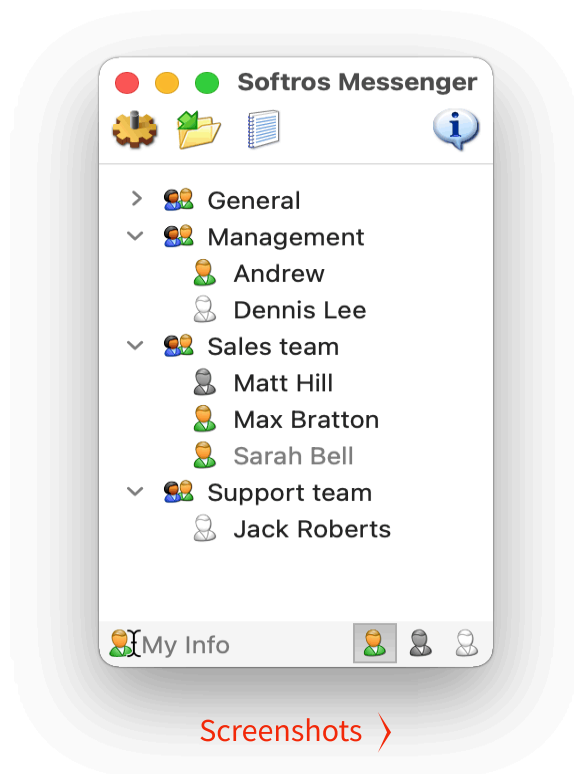 Softros Messenger
General
Management
Andrew
Dennis Lee
Sales team
Matt Hill
Max Bratton
Sarah Bell
Support team
Jack Roberts
My Info
Screenshots